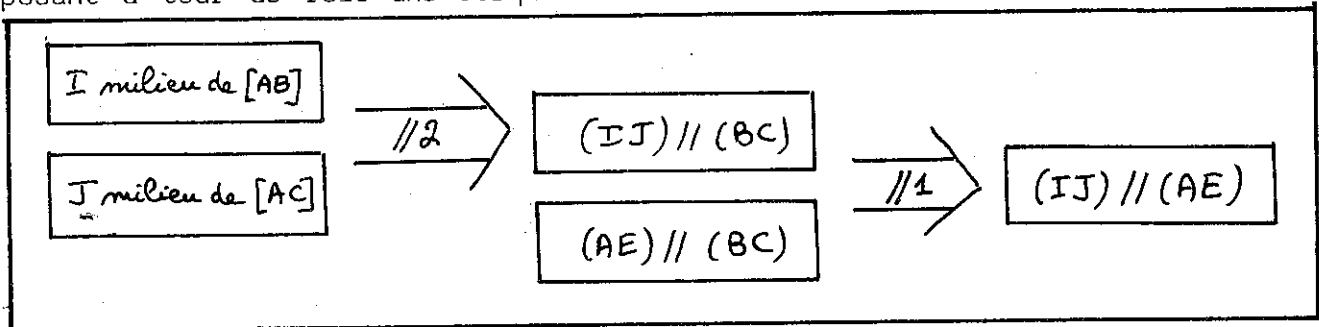 I milieu de [AB]
J milieu de [AC]
//2
(IJ) // (BC)
(AE) // (BC)
//1
(IJ) // (AE)